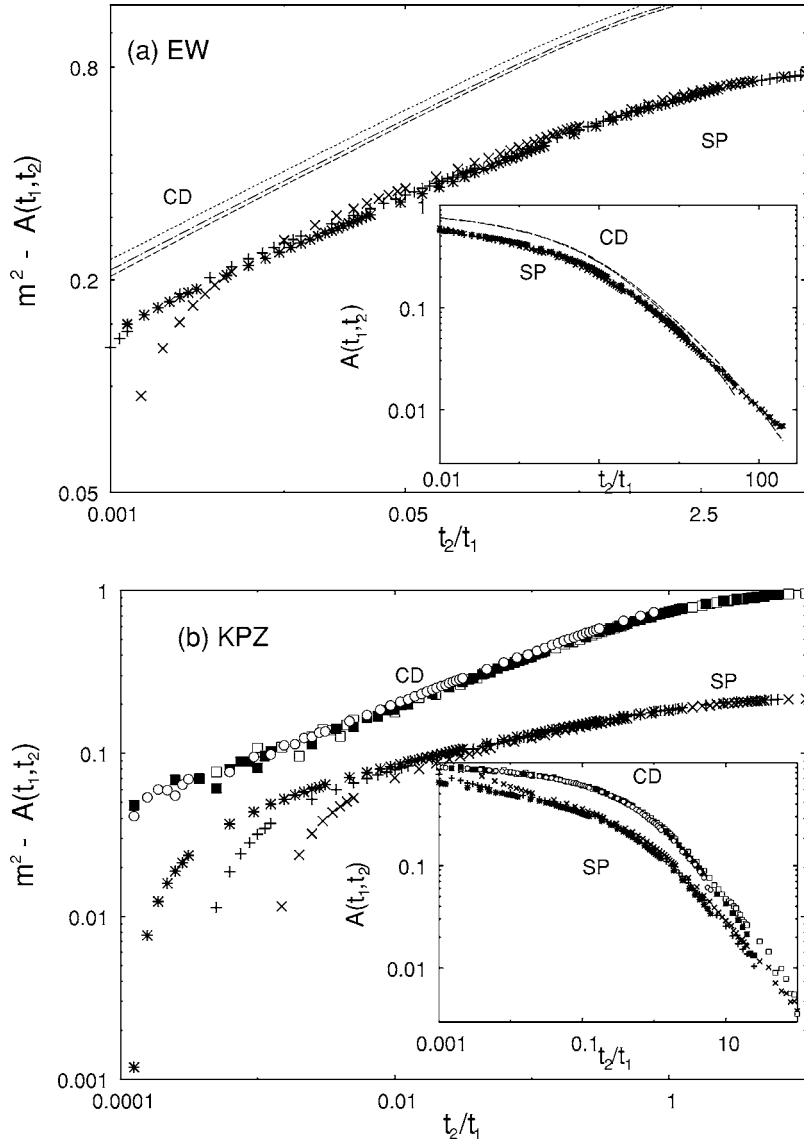 (a) EW
0.8
CD
SP
m² - A(t₁,t₂)
0.2
1
CD
SP
0.1
A(t₁,t₂)
0.01
0.01
t₂/t₁
100
0.05
0.001
0.05
2.5
t₂/t₁
1
(b) KPZ
CD
SP
0.1
m² - A(t₁,t₂)
CD
0.1
SP
A(t₁,t₂)
0.01
0.01
0.001
0.1
10
t₂/t₁
0.001
0.0001
0.01
1
t₂/t₁